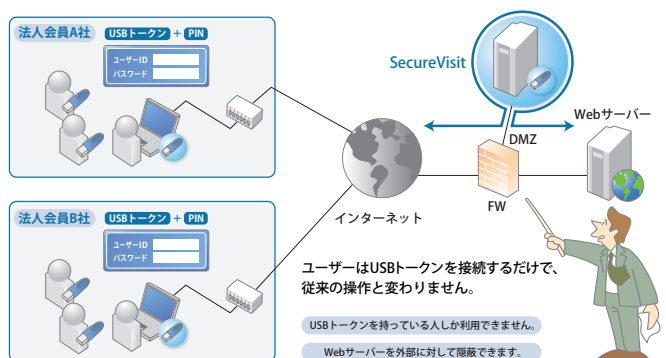 法人会員A社 USBトークン + PIN
ユーザーID
パスワード
SecureVisit
Webサーバー
DMZ
FW
インターネット
法人会員B社 USBトークン + PIN
ユーザーID
パスワード
ユーザーはUSBトークンを接続するだけで、
従来の操作と変わりません。
USBトークンを持っている人しか利用できません。
Webサーバーを外部に対して隠蔽できます。